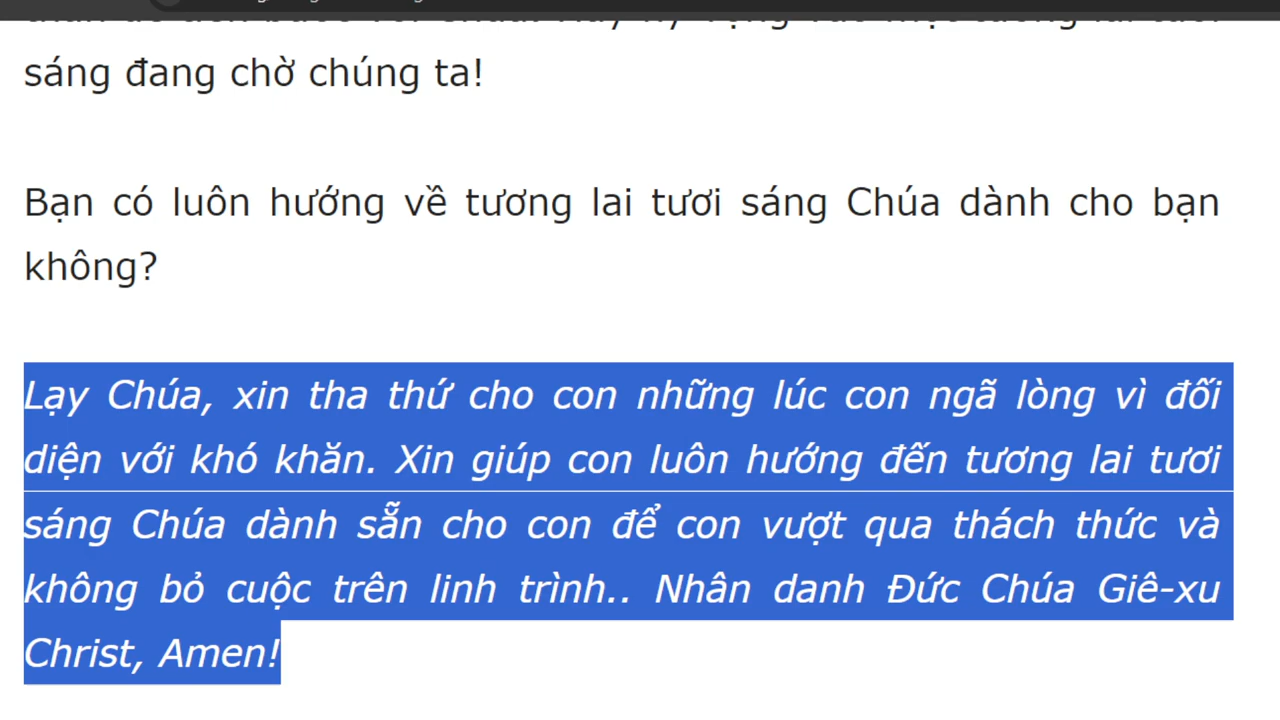 sáng đang chờ chúng ta!
Bạn có luôn hướng về tương lai tươi sáng Chúa dành cho bạn
không?
Lạy Chúa, xin tha thứ cho con những lúc con ngã lòng vì đối
diện với khó khăn. Xin giúp con luôn hướng đến tương lai tươi
sáng Chúa dành sẵn cho con để con vượt qua thách thức và
không bỏ cuộc trên linh trình.. Nhân danh Đức Chúa Giê-xu
Christ, Amen!